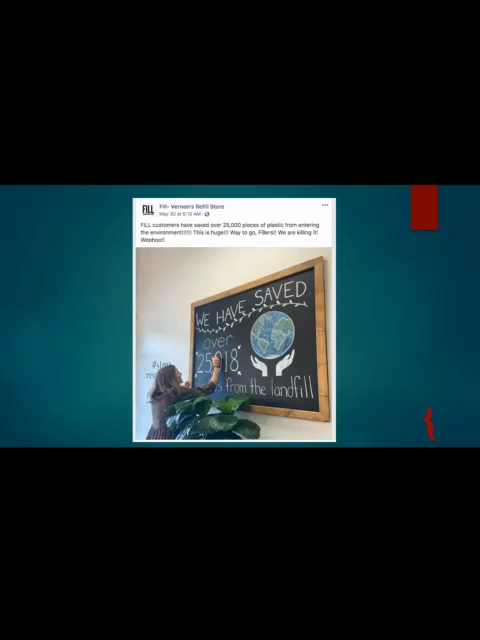 FILL
Fill- Vernon's Refill Store
May 30 at 8:15 AM
FILL customers have saved over 25,000 pieces of plastic from entering
the environment!!!!!! This is huge!!! Way to go, Fillers!! We are killing it!
Woohoo!!
WE HAVE SAVED
over
25,018
from the landfill